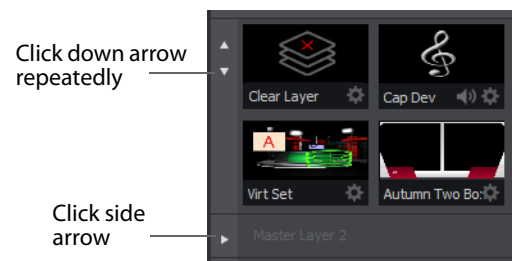 Click down arrow
repeatedly
Clear Layer
Cap Dev
A
Virt Set
Autumn Two Bo:
Click side
arrow
Master Layer 2